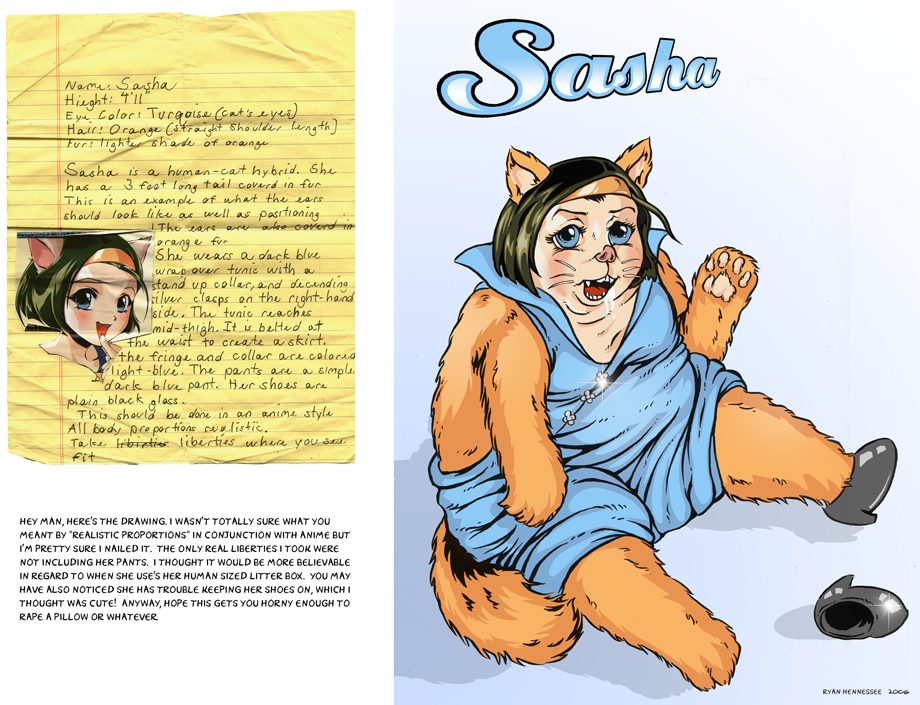 Name: Sasha
Hieght: 4'11"
Eye Color: Turqoise (cat's eyes)
Hair: Orange (straight shoulder length)
Fur: lighter shade of orange
Sasha is a human-cat hybrid. She
has a 3 foot long tail coverd in fur
This is an example of what the ears
should look like as well as positioning
The ears are also coverd in
orange fur
She wears a dark blue
wrap over tunic with a
stand up collar, and decending
silver clasps on the right-hand
side. The tunic reaches
mid-thigh. It is belted at
the waist to create a skirt.
the fringe and collar are colored
light-blue. The pants are a simple
dark blue pant. Her shoes are
plain black gloss.
This should be done in an anime style
All body proportions realistic.
Take liberties where you see
fit
HEY MAN, HERE'S THE DRAWING. I WASN'T TOTALLY SURE WHAT YOU
MEANT BY "REALISTIC PROPORTIONS" IN CONJUNCTION WITH ANIME BUT
I'M PRETTY SURE I NAILED IT. THE ONLY REAL LIBERTIES I TOOK WERE
NOT INCLUDING HER PANTS. I THOUGHT IT WOULD BE MORE BELIEVABLE
IN REGARD TO WHEN SHE USE'S HER HUMAN SIZED LITTER BOX. YOU MAY
HAVE ALSO NOTICED SHE HAS TROUBLE KEEPING HER SHOES ON, WHICH I
THOUGHT WAS CUTE! ANYWAY, HOPE THIS GETS YOU HORNY ENOUGH TO
RAPE A PILLOW OR WHATEVER.
Sasha
RYAN HENNESSEE 2006